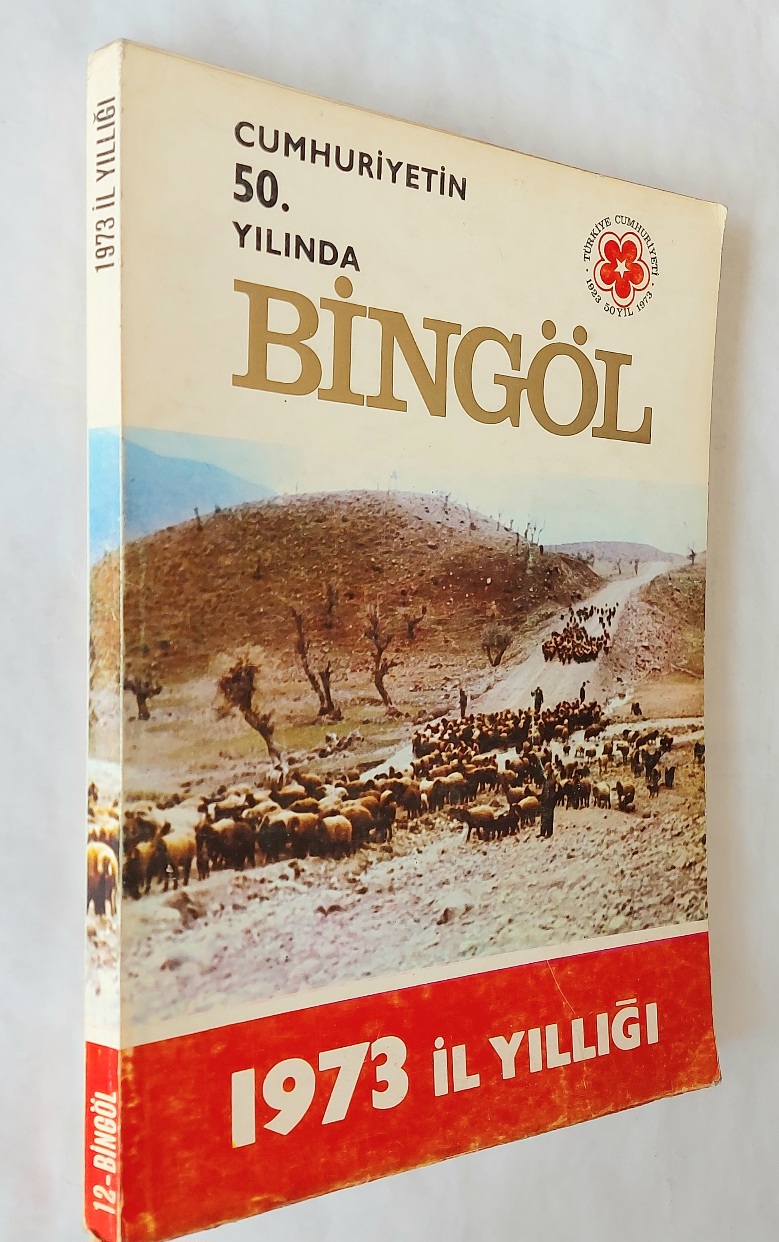 CUMHURİYETİN
50.
YILINDA
BİNGÖL
TÜRKİYE CUMHURİYETİ
1923 50 YIL 1973
1973 İL YILLIĞI
1973 İL YILLIĞI
12-BİNGÖL